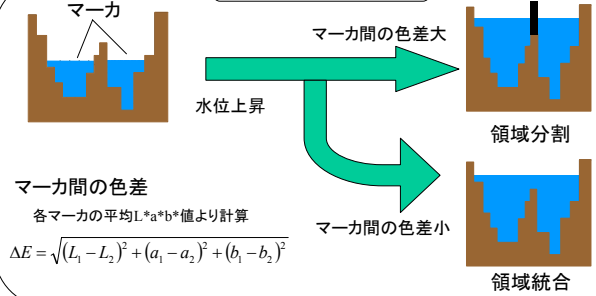 マーカ
マーカ間の色差大
水位上昇
領域分割
マーカ間の色差
各マーカの平均L*a*b*値より計算
マーカ間の色差小
ΔE = √(L₁ − L₂)² + (a₁ − a₂)² + (b₁ − b₂)²
領域統合